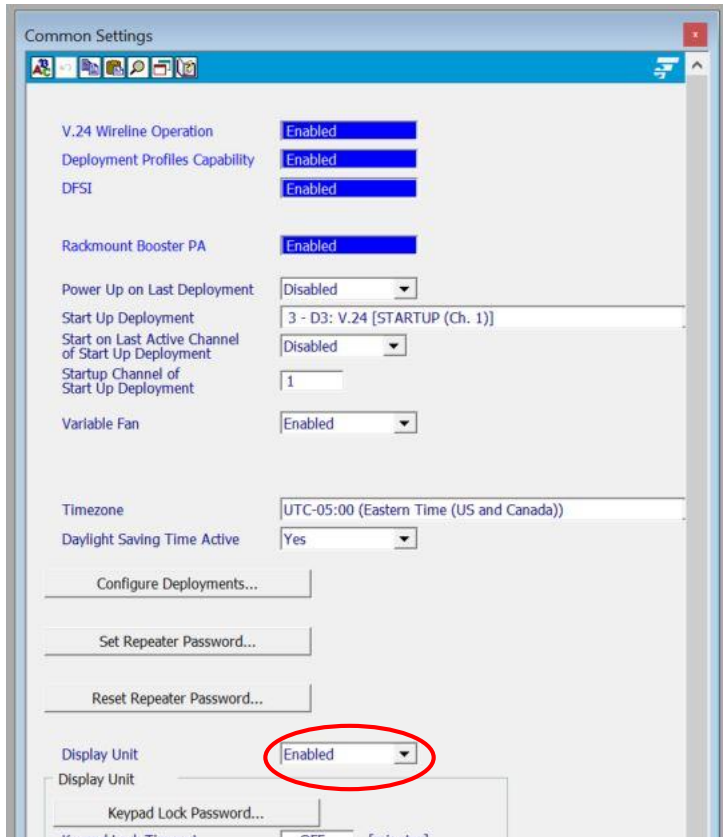 Common Settings
V.24 Wireline Operation Enabled
Deployment Profiles Capability Enabled
DFSI Enabled
Rackmount Booster PA Enabled
Power Up on Last Deployment Disabled
Start Up Deployment 3 - D3: V.24 [STARTUP (Ch. 1)]
Start on Last Active Channel
of Start Up Deployment Disabled
Startup Channel of
Start Up Deployment 1
Variable Fan Enabled
Timezone UTC-05:00 (Eastern Time (US and Canada))
Daylight Saving Time Active Yes
Configure Deployments...
Set Repeater Password...
Reset Repeater Password...
Display Unit Enabled
Display Unit
Keypad Lock Password...